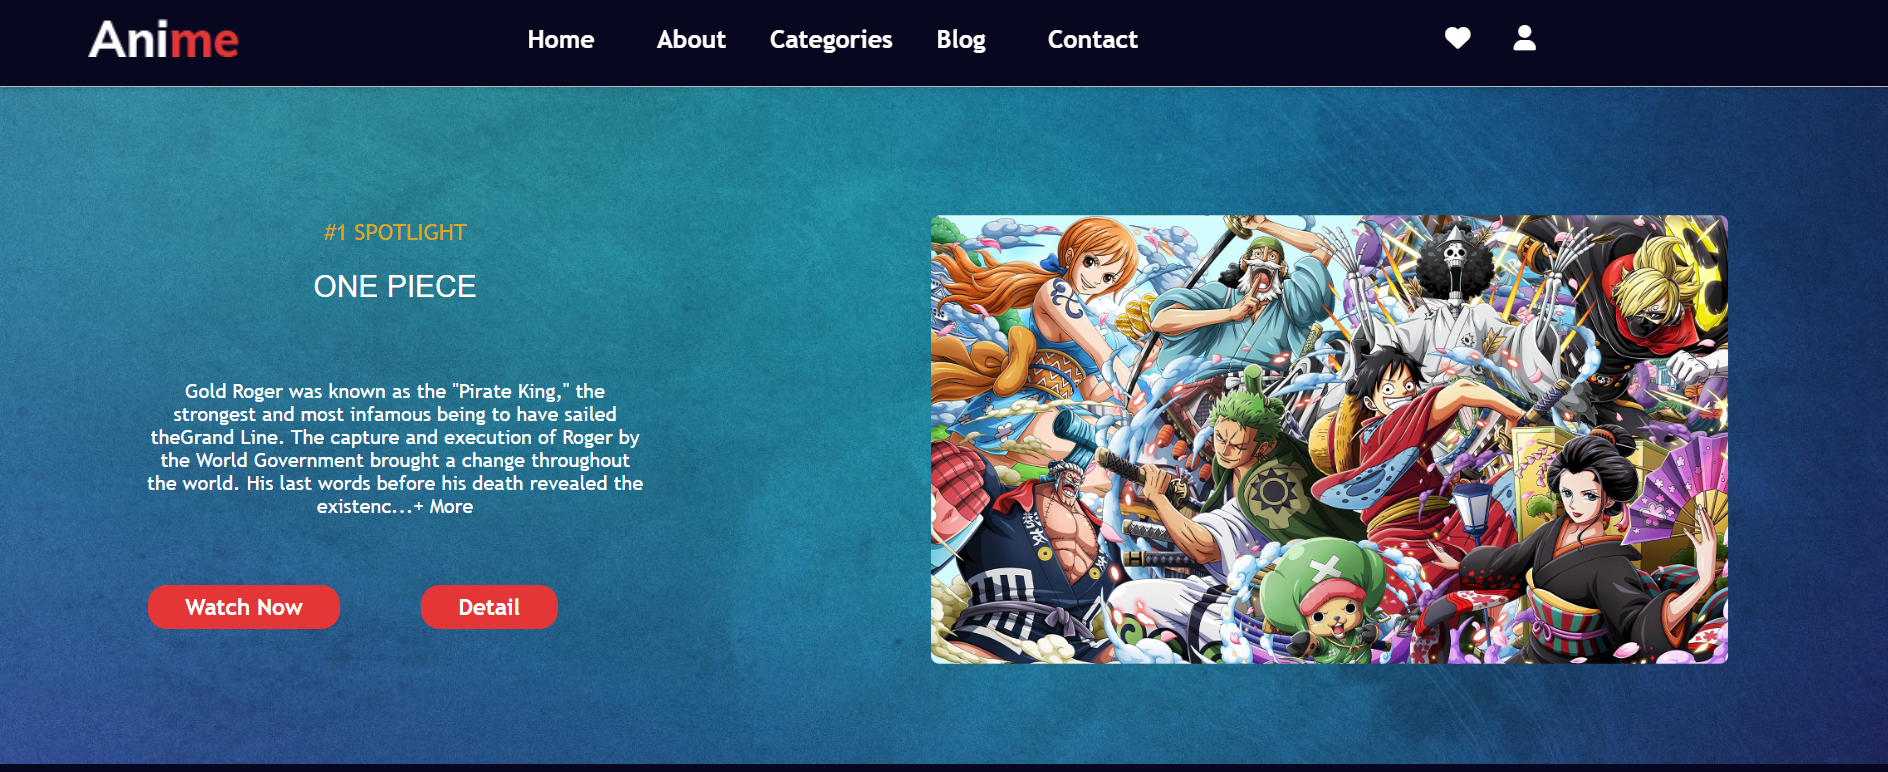 Anime
Home About Categories Blog Contact
#1 SPOTLIGHT
ONE PIECE
Gold Roger was known as the "Pirate King," the
strongest and most infamous being to have sailed
theGrand Line. The capture and execution of Roger by
the World Government brought a change throughout
the world. His last words before his death revealed the
existenc...+ More
Watch Now Detail